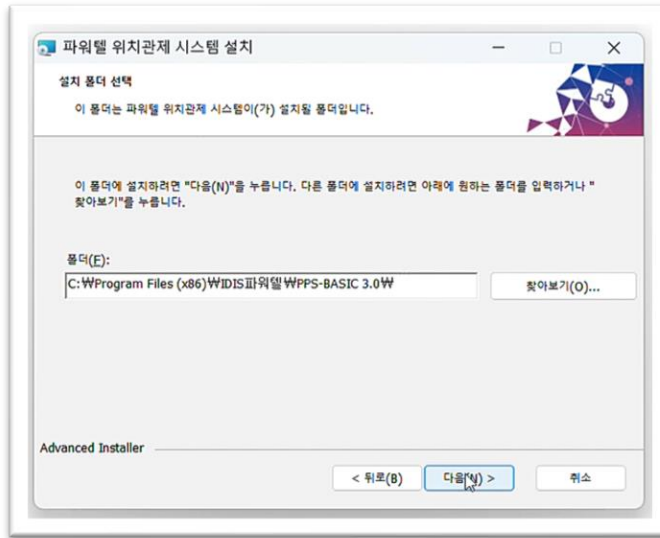 파워텔 위치관제 시스템 설치
설치 폴더 선택
이 폴더는 파워텔 위치관제 시스템이(가) 설치될 폴더입니다.
이 폴더에 설치하려면 "다음(N)"을 누릅니다. 다른 폴더에 설치하려면 아래에 원하는 폴더를 입력하거나 "
찾아보기"를 누릅니다.
폴더(F):
C:₩Program Files (x86)₩IDIS파워텔₩PPS-BASIC 3.0₩
찾아보기(O)...
Advanced Installer
< 뒤로(B)
다음(N) >
취소